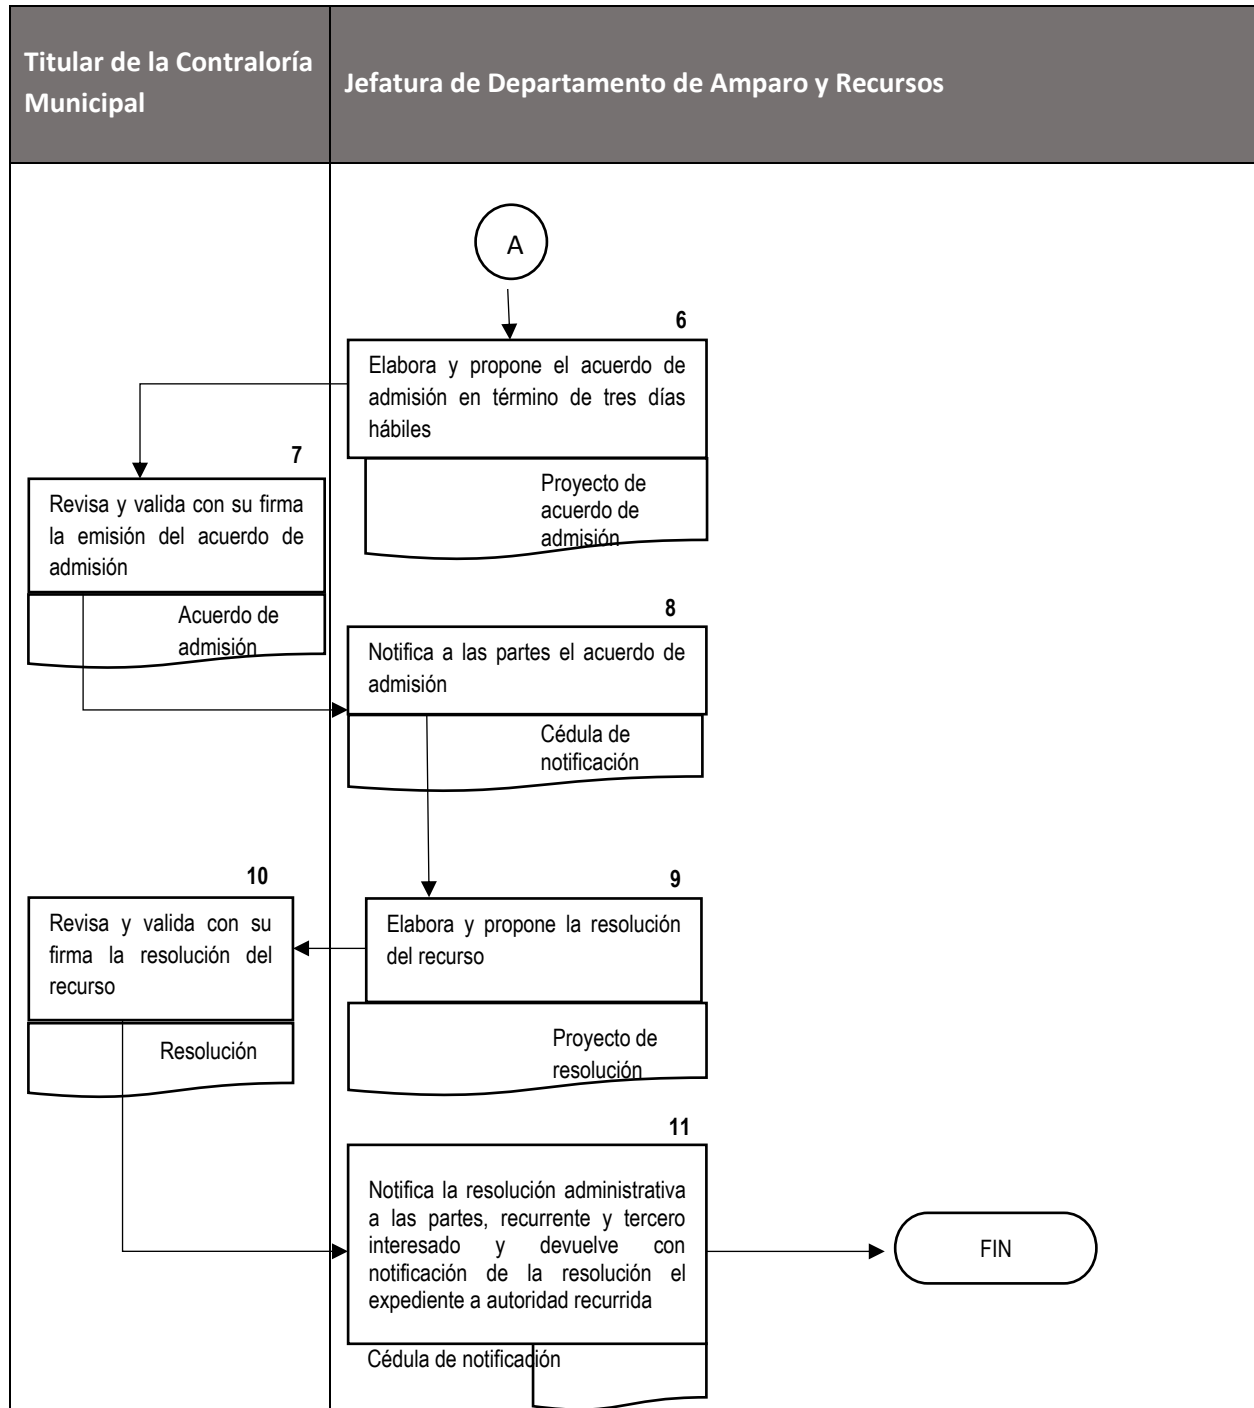 Titular de la Contraloría
Municipal
Jefatura de Departamento de Amparo y Recursos
A
6
Elabora y propone el acuerdo de
admisión en término de tres días
hábiles
Proyecto de
acuerdo de
admisión
7
Revisa y valida con su firma
la emisión del acuerdo de
admisión
Acuerdo de
admisión
8
Notifica a las partes el acuerdo de
admisión
Cédula de
notificación
9
Elabora y propone la resolución
del recurso
Proyecto de
resolución
10
Revisa y valida con su
firma la resolución del
recurso
Resolución
11
Notifica la resolución administrativa
a las partes, recurrente y tercero
interesado y devuelve con
notificación de la resolución el
expediente a autoridad recurrida
Cédula de notificación
FIN